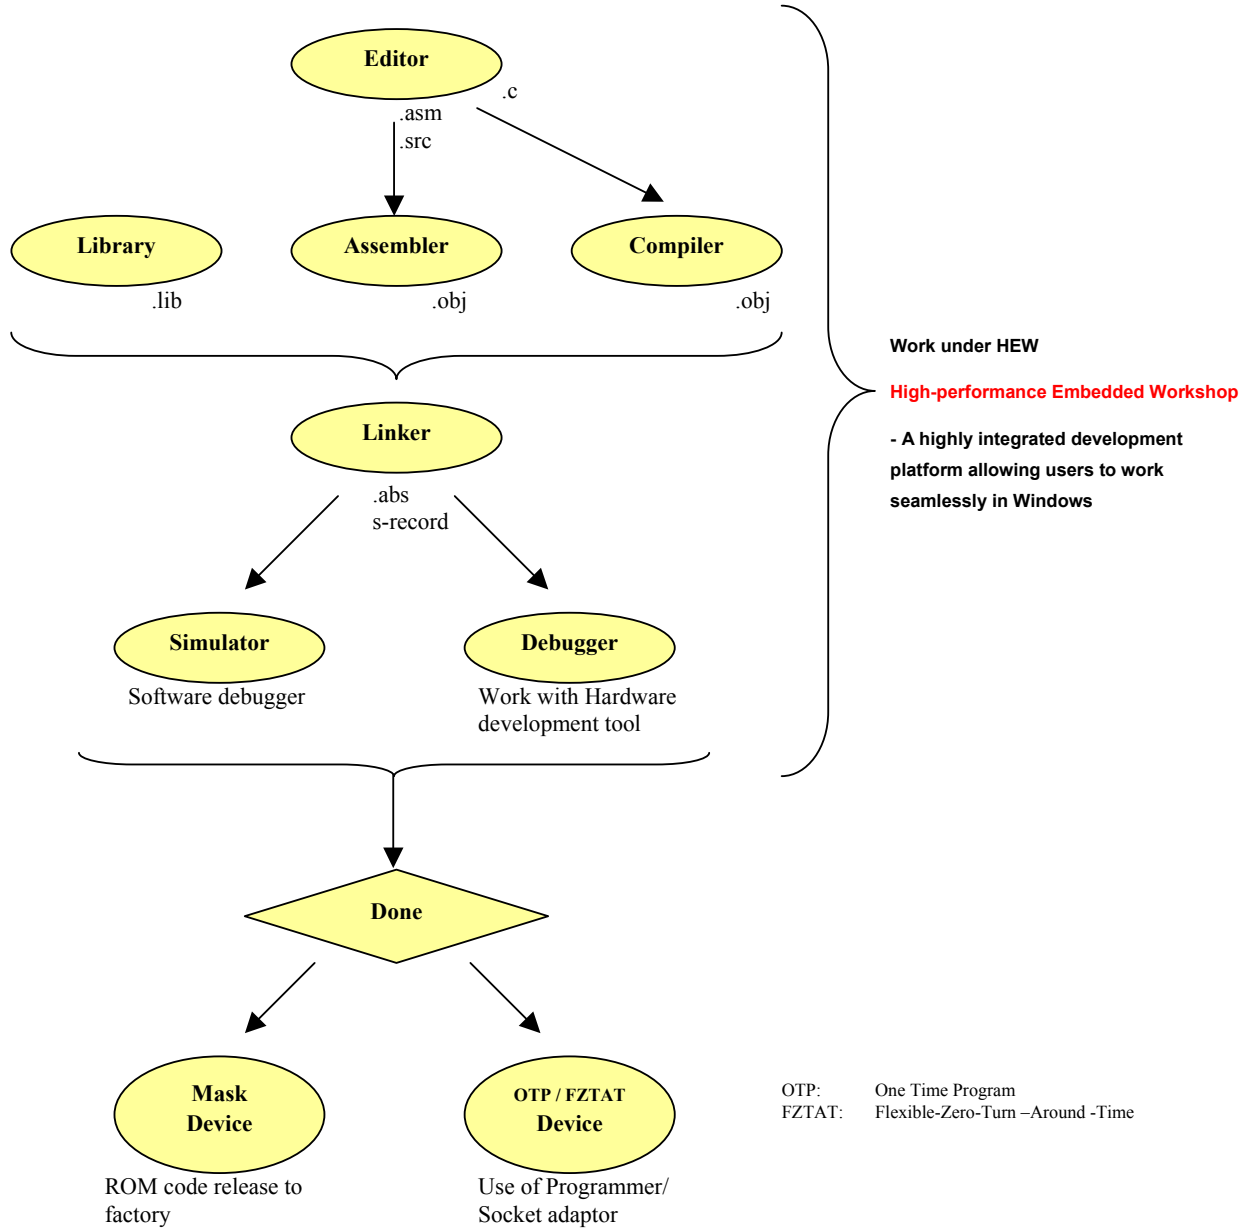 Editor
.c
.asm
.src
Library
Assembler
Compiler
.lib
.obj
.obj
Work under HEW
High-performance Embedded Workshop
- A highly integrated development
platform allowing users to work
seamlessly in Windows
Linker
.abs
s-record
Simulator
Debugger
Software debugger
Work with Hardware
development tool
Done
Mask
Device
OTP / FZTAT
Device
OTP: One Time Program
FZTAT: Flexible-Zero-Turn –Around -Time
ROM code release to
factory
Use of Programmer/
Socket adaptor